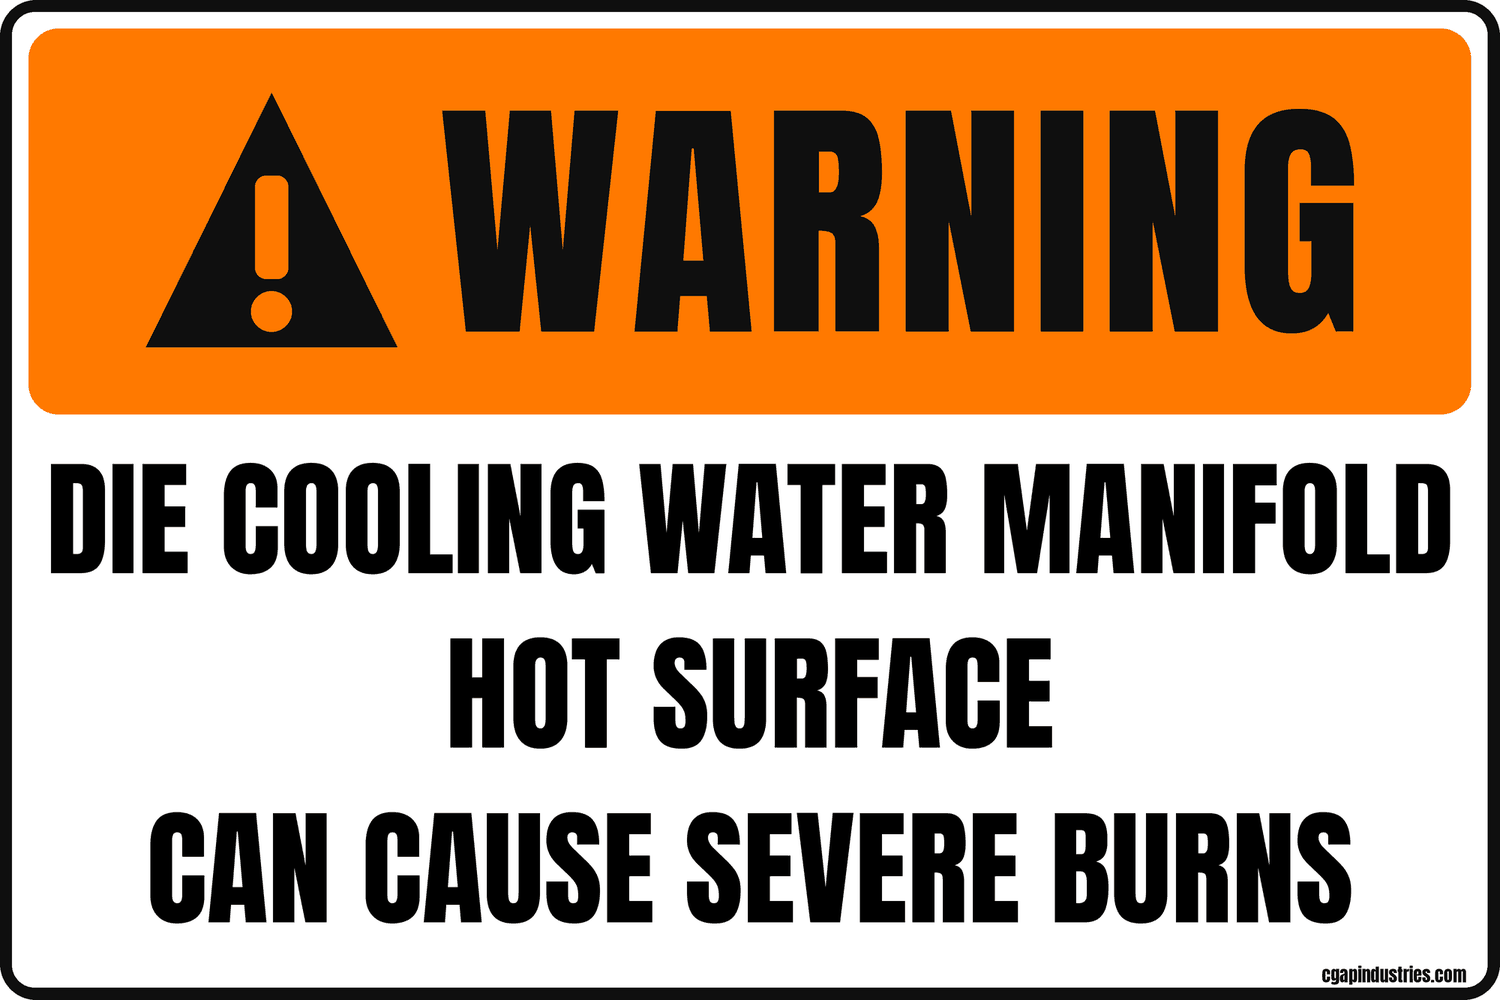 WARNING
DIE COOLING WATER MANIFOLD
HOT SURFACE
CAN CAUSE SEVERE BURNS
cgapindustries.com